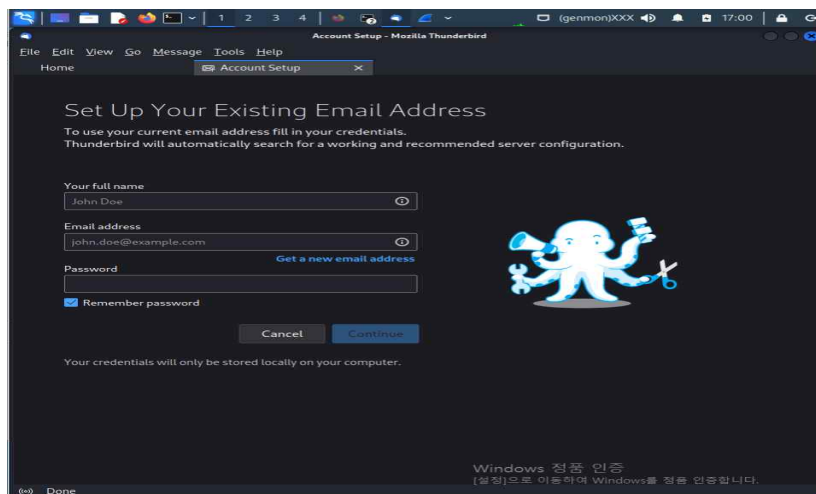 1 2 3 4 (genmon)XXX 17:00
Account Setup - Mozilla Thunderbird
File Edit View Go Message Tools Help
Home Account Setup
Set Up Your Existing Email Address
To use your current email address fill in your credentials.
Thunderbird will automatically search for a working and recommended server configuration.
Your full name
John Doe
Email address
john.doe@example.com
Get a new email address
Password
Remember password
Cancel Continue
Your credentials will only be stored locally on your computer.
Windows 정품 인증
[설정]으로 이동하여 Windows를 정품 인증합니다.
Done